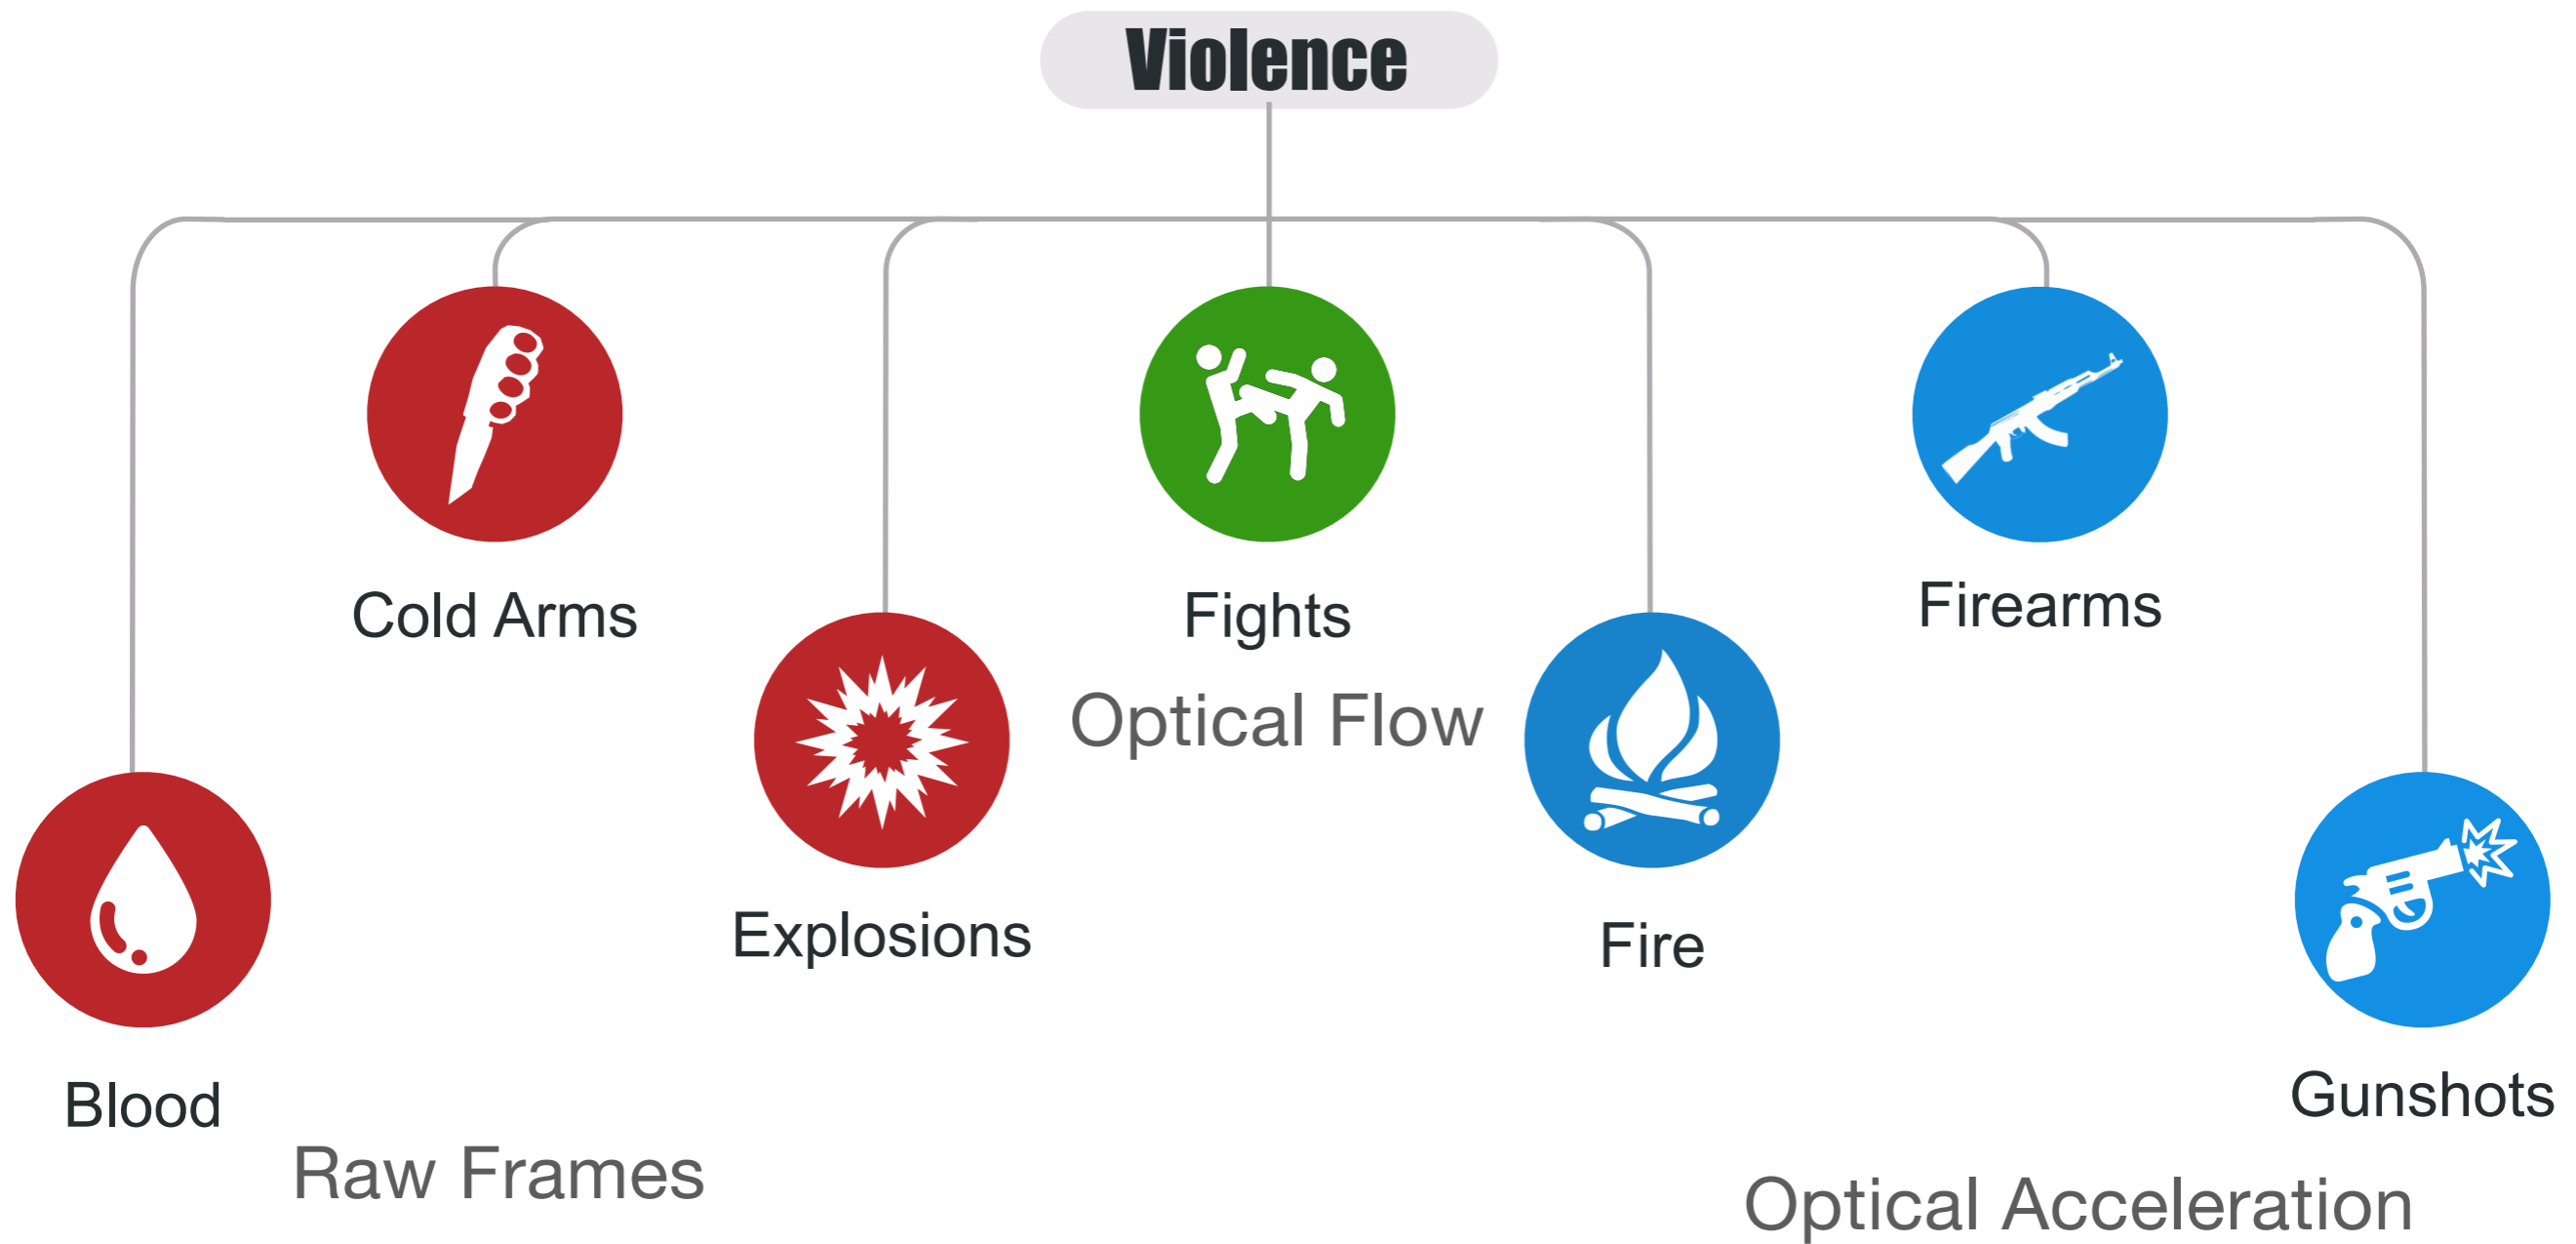 Violence
Cold Arms
Fights
Firearms
Optical Flow
Explosions
Fire
Blood
Gunshots
Raw Frames
Optical Acceleration